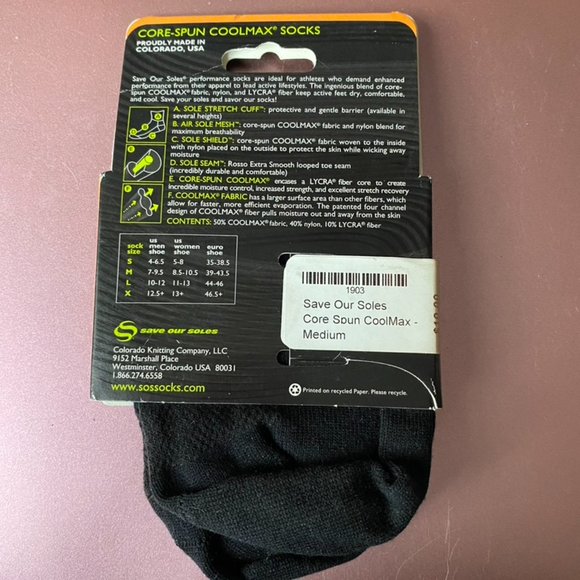 CORE-SPUN COOLMAX® SOCKS
PROUDLY MADE IN
COLORADO, USA
Save Our Soles® performance socks are ideal for athletes who demand enhanced
performance from their apparel to lead active lifestyles. The ingenious blend of core-
spun COOLMAX® fabric, nylon, and LYCRA® fiber keep active feet dry, comfortable,
and cool. Save your soles and savor our socks!
A. SOLE STRETCH CUFF™: protective and gentle barrier (available in
several heights)
B. AIR SOLE MESH™: core-spun COOLMAX® fabric and nylon blend for
maximum breathability
C. SOLE SHIELD™: core-spun COOLMAX® fabric woven to the inside
with nylon placed on the outside to protect the skin while wicking away
moisture
D. SOLE SEAM™: Rosso Extra Smooth looped toe seam
(incredibly durable and comfortable)
E. CORE-SPUN COOLMAX® encases a LYCRA® fiber core to create
incredible moisture control, increased strength, and excellent stretch recovery
F. COOLMAX® FABRIC has a larger surface area than other fibers, which
allow for faster, more efficient evaporation. The patented four channel
design of COOLMAX® fiber pulls moisture out and away from the skin
CONTENTS: 50% COOLMAX® fabric, 40% nylon, 10% LYCRA® fiber
E
F
sock size us men shoe us women shoe euro shoe
S 4-6.5 5-8 35-38.5
M 7-9.5 8.5-10.5 39-43.5
L 10-12 11-13 44-46
X 12.5+ 13+ 46.5+
1903
Save Our Soles
Core Spun CoolMax -
Medium
save our soles
Colorado Knitting Company, LLC
9152 Marshall Place
Westminster, Colorado USA 80031
1.866.274.6558
www.sossocks.com
Printed on recycled Paper. Please recycle.